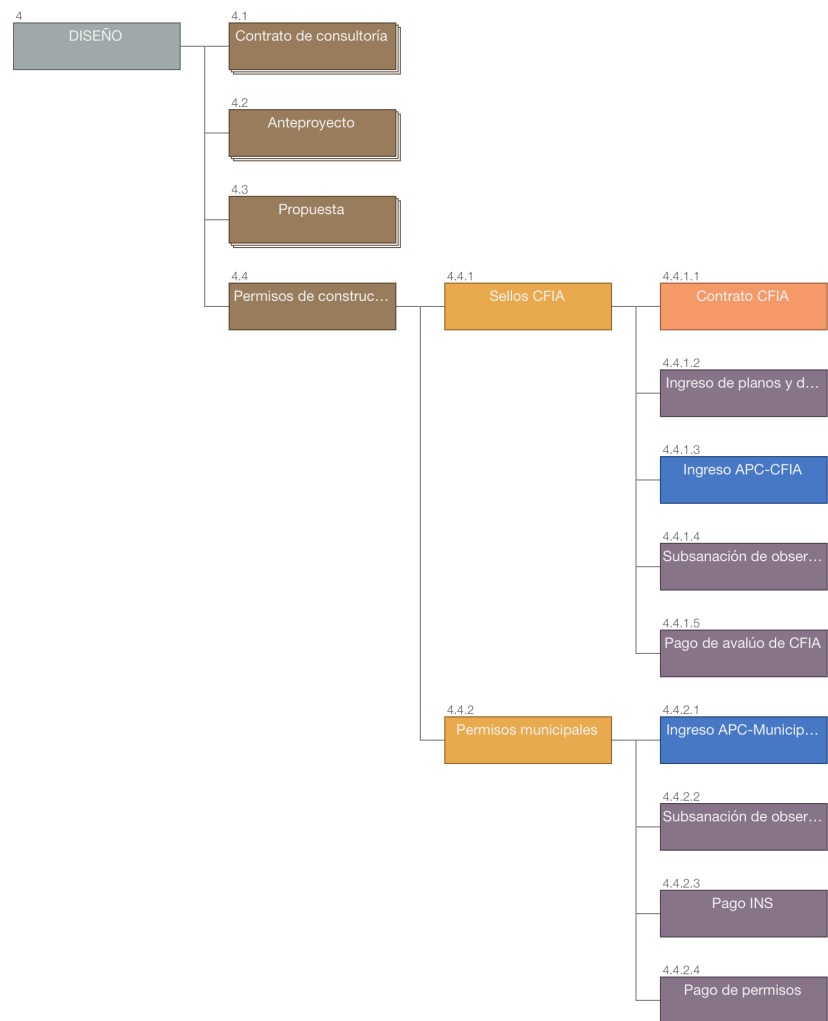 4
DISEÑO
4.1
Contrato de consultoría
4.2
Anteproyecto
4.3
Propuesta
4.4
Permisos de construc...
4.4.1
Sellos CFIA
4.4.1.1
Contrato CFIA
4.4.1.2
Ingreso de planos y d...
4.4.1.3
Ingreso APC-CFIA
4.4.1.4
Subsanación de obser...
4.4.1.5
Pago de avalúo de CFIA
4.4.2
Permisos municipales
4.4.2.1
Ingreso APC-Municip...
4.4.2.2
Subsanación de obser...
4.4.2.3
Pago INS
4.4.2.4
Pago de permisos